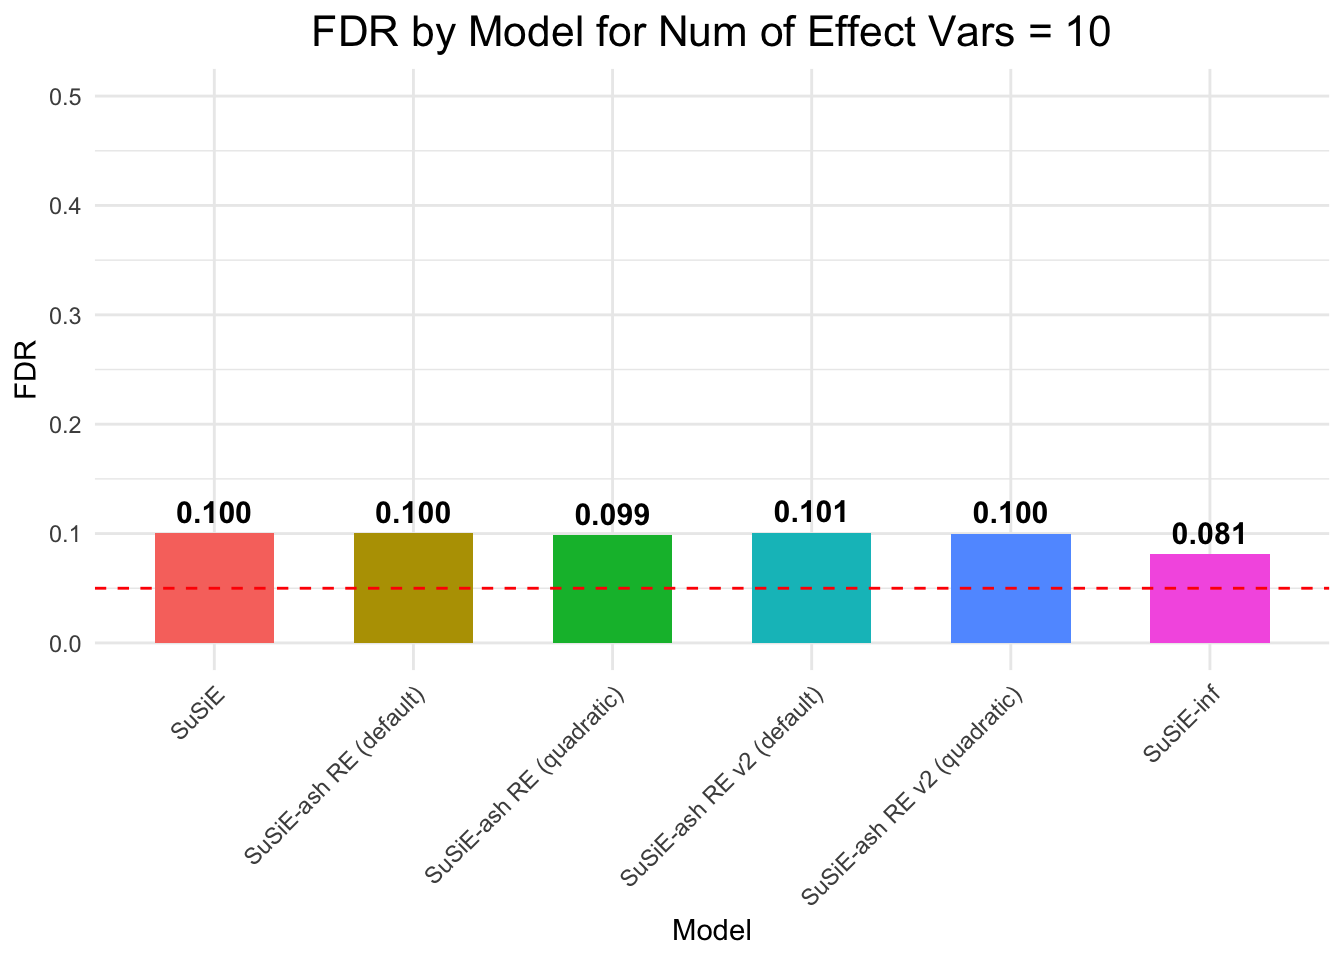 FDR by Model for Num of Effect Vars = 10
FDR
0.5
0.4
0.3
0.2
0.1
0.0
0.100
0.100
0.099
0.101
0.100
0.081
SuSiE
SuSiE-ash RE (default)
SuSiE-ash RE (quadratic)
SuSiE-ash RE v2 (default)
SuSiE-ash RE v2 (quadratic)
SuSiE-inf
Model